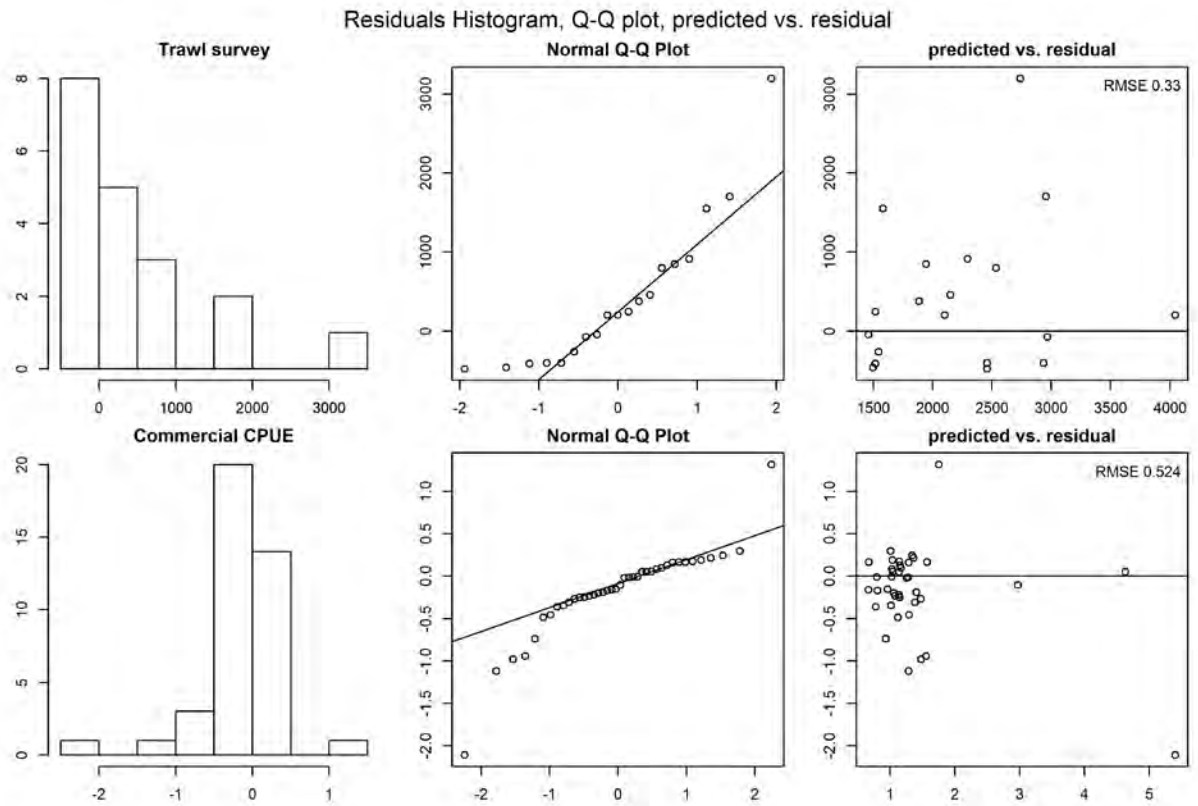 Residuals Histogram, Q-Q plot, predicted vs. residual
Trawl survey
8
6
4
2
0
0 1000 2000 3000
Normal Q-Q Plot
3000
2000
1000
0
-2 -1 0 1 2
predicted vs. residual
RMSE 0.33
3000
2000
1000
0
1500 2000 2500 3000 3500 4000
Commercial CPUE
20
15
10
5
0
-2 -1 0 1
Normal Q-Q Plot
1.0
0.5
0.0
-0.5
-1.0
-1.5
-2.0
-2 -1 0 1 2
predicted vs. residual
RMSE 0.524
1.0
0.5
0.0
-0.5
-1.0
-1.5
-2.0
1 2 3 4 5